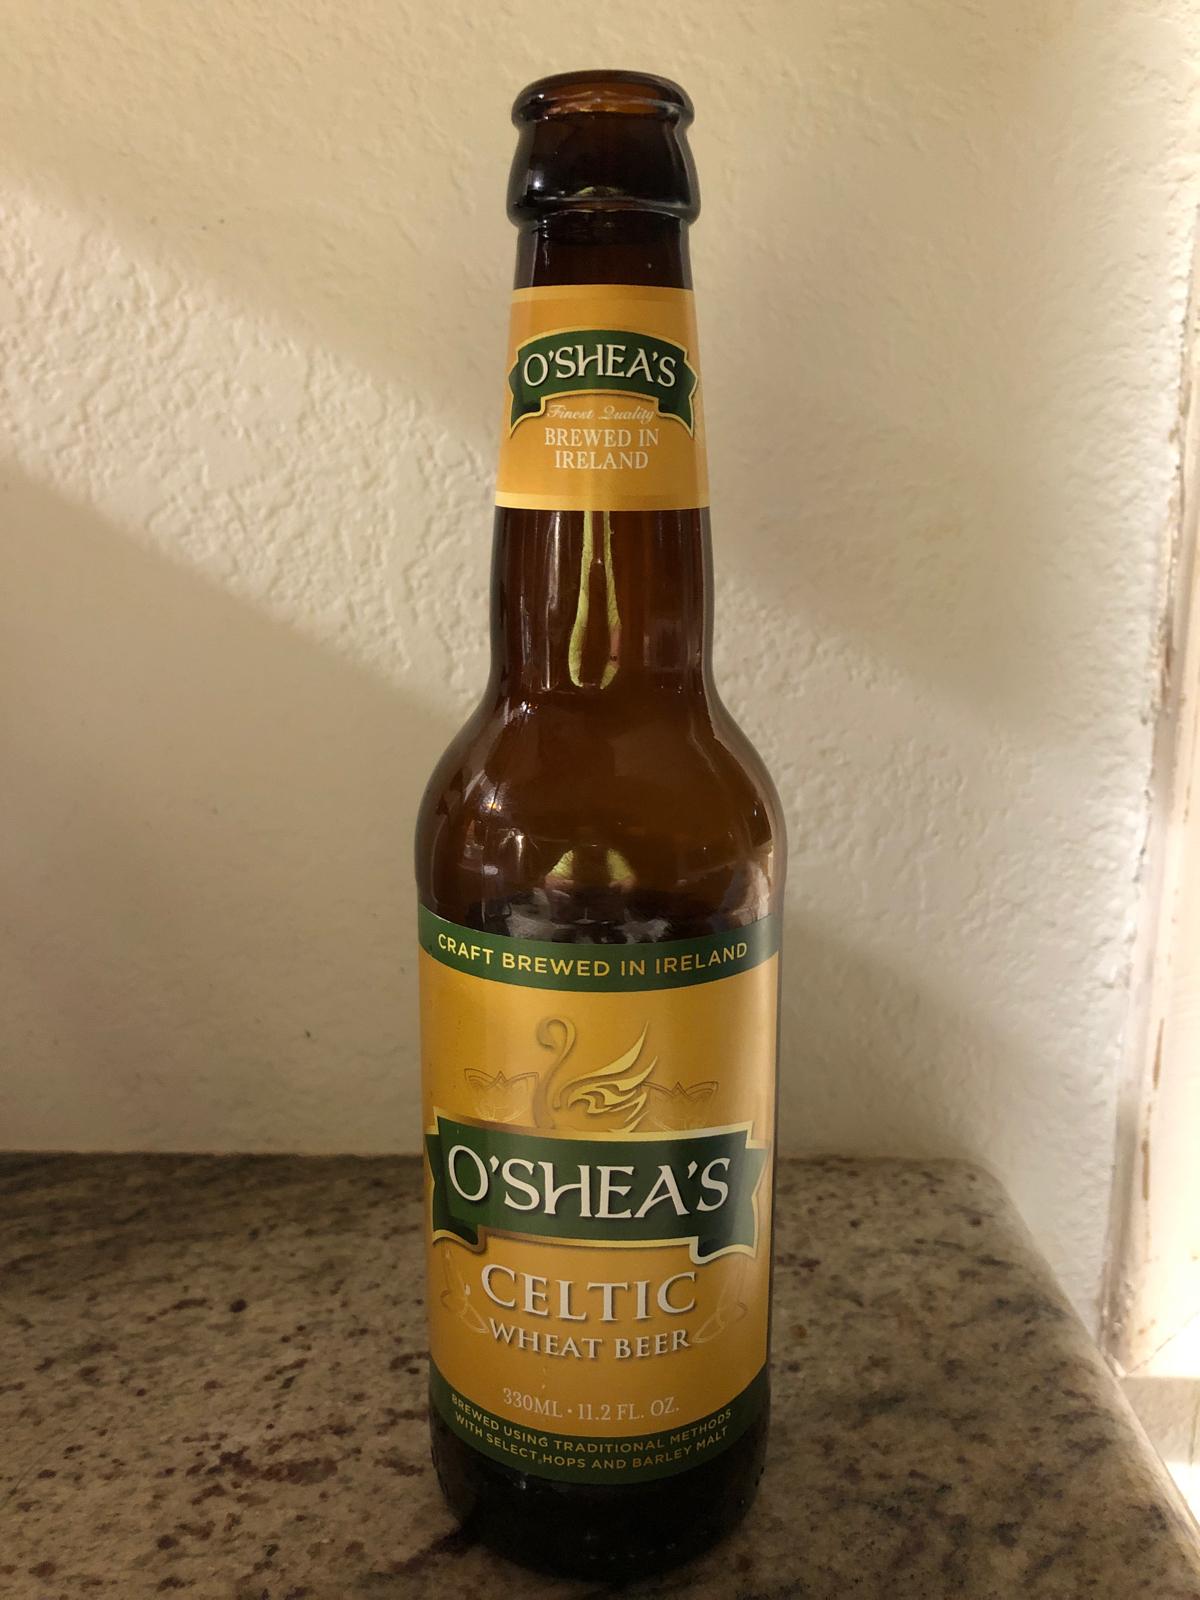 O'SHEA'S
Finest Quality
BREWED IN
IRELAND
CRAFT BREWED IN IRELAND
O'SHEA'S
CELTIC
WHEAT BEER
330ML • 11.2 FL. OZ.
BREWED USING TRADITIONAL METHODS
WITH SELECT HOPS AND BARLEY MALT